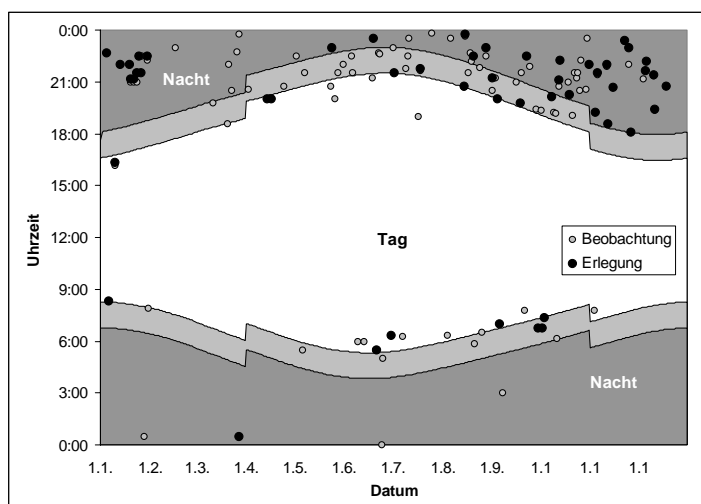 0:00
21:00
18:00
15:00
12:00
9:00
6:00
3:00
0:00
Uhrzeit
Nacht
Tag
Beobachtung
Erlegung
Nacht
1.1. 1.2. 1.3. 1.4. 1.5. 1.6. 1.7. 1.8. 1.9. 1.1 1.1 1.1
Datum